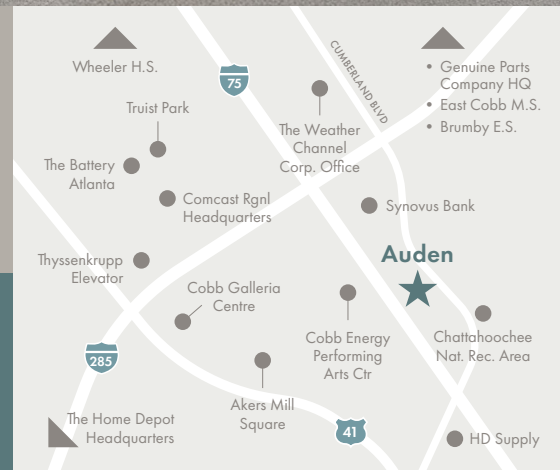 Wheeler H.S.
75
CUMBERLAND BLVD
• Genuine Parts
Company HQ
• East Cobb M.S.
• Brumby E.S.
Truist Park
The Weather
Channel
Corp. Office
The Battery
Atlanta
Comcast Rgnl
Headquarters
Synovus Bank
Thyssenkrupp
Elevator
Auden
Cobb Galleria
Centre
Cobb Energy
Performing
Arts Ctr
Chattahoochee
Nat. Rec. Area
285
Akers Mill
Square
The Home Depot
Headquarters
41
HD Supply